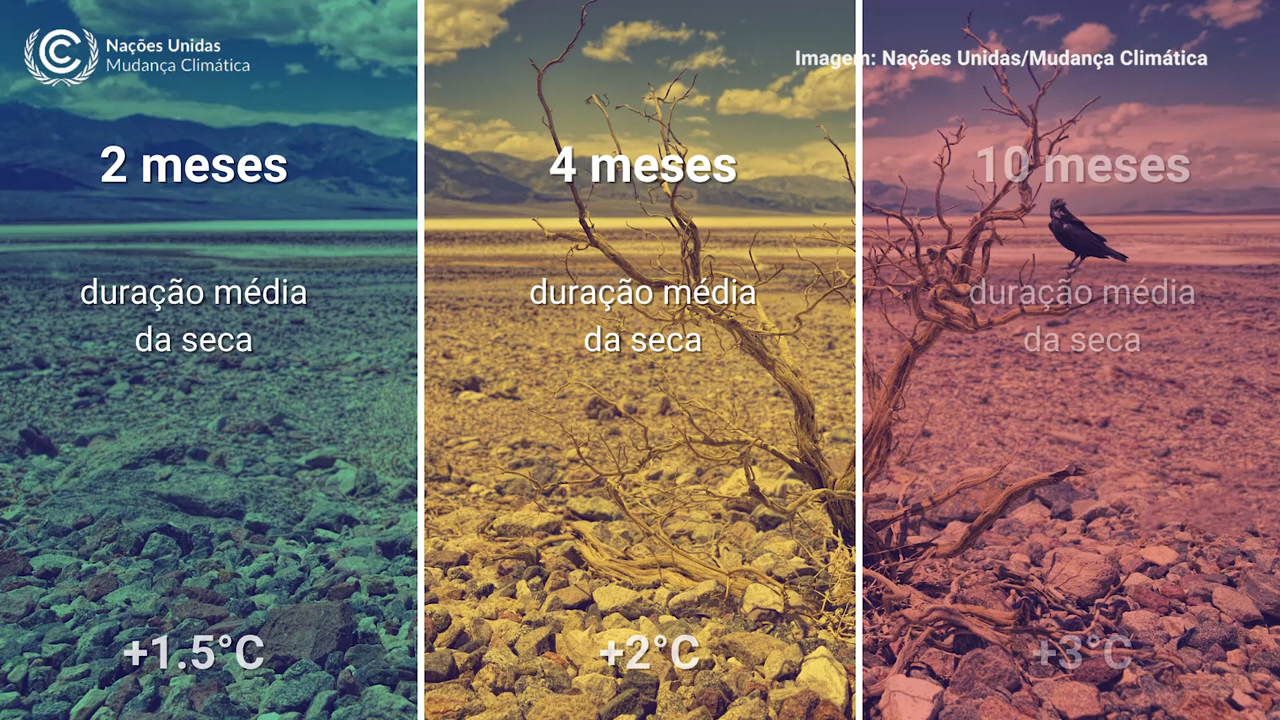 Nações Unidas
Mudança Climática
Imagem: Nações Unidas/Mudança Climática
2 meses
duração média
da seca
+1.5°C
4 meses
duração média
da seca
+2°C
10 meses
duração média
da seca
+3°C